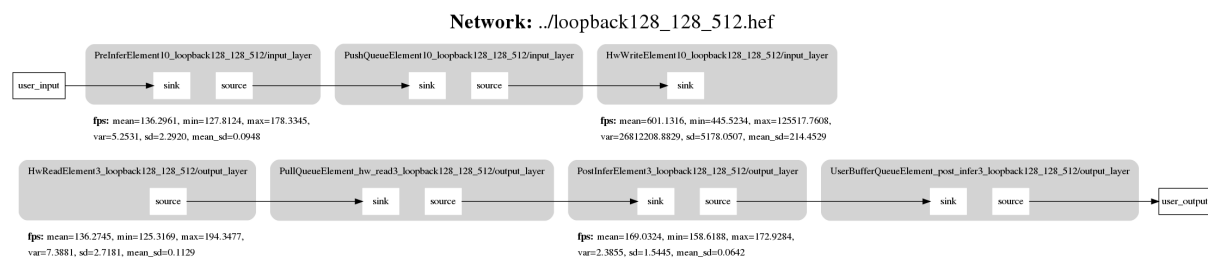 Network: ../loopback128_128_512.hef
PreInferElement10_loopback128_128_512/input_layer
PushQueueElement10_loopback128_128_512/input_layer
HwWriteElement10_loopback128_128_512/input_layer
user_input
sink
source
sink
source
sink
fps: mean=136.2961, min=127.8124, max=178.3345,
var=5.2531, sd=2.2920, mean_sd=0.0948
fps: mean=601.1316, min=445.5234, max=125517.7608,
var=26812208.8829, sd=5178.0507, mean_sd=214.4529
HwReadElement3_loopback128_128_512/output_layer
PullQueueElement_hw_read3_loopback128_128_512/output_layer
PostInferElement3_loopback128_128_512/output_layer
UserBufferQueueElement_post_infer3_loopback128_128_512/output_layer
source
sink
source
sink
source
sink
source
user_output
fps: mean=136.2745, min=125.3169, max=194.3477,
var=7.3881, sd=2.7181, mean_sd=0.1129
fps: mean=169.0324, min=158.6188, max=172.9284,
var=2.3855, sd=1.5445, mean_sd=0.0642